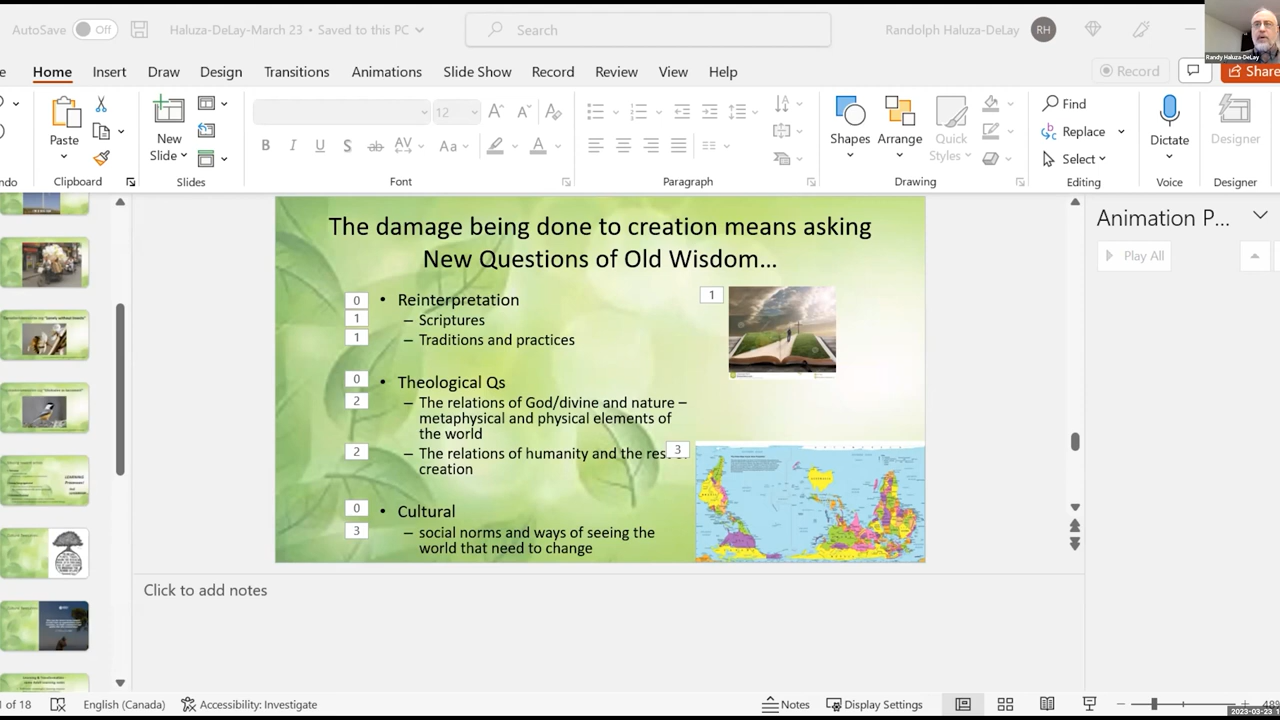 AutoSave
Off
Haluza-DeLay-March 23 • Saved to this PC
Search
Randolph Haluza-DeLay
RH
Randy Haluza-DeLay
Home
Insert
Draw
Design
Transitions
Animations
Slide Show
Record
Review
View
Help
Record
Share
Paste
New
Slide
12
B I U S ab AV
Aa
A
Shapes
Arrange
Quick
Styles
Find
Replace
Select
Dictate
Designer
Clipboard
Slides
Font
Paragraph
Drawing
Editing
Voice
Designer
The damage being done to creation means asking
New Questions of Old Wisdom...
0 • Reinterpretation
1 – Scriptures
1 – Traditions and practices
0 • Theological Qs
2 – The relations of God/divine and nature –
metaphysical and physical elements of
the world
2 – The relations of humanity and the res
creation
0 • Cultural
3 – social norms and ways of seeing the
world that need to change
1
3
Animation P...
Play All
Click to add notes
of 18
English (Canada)
Accessibility: Investigate
Notes
Display Settings